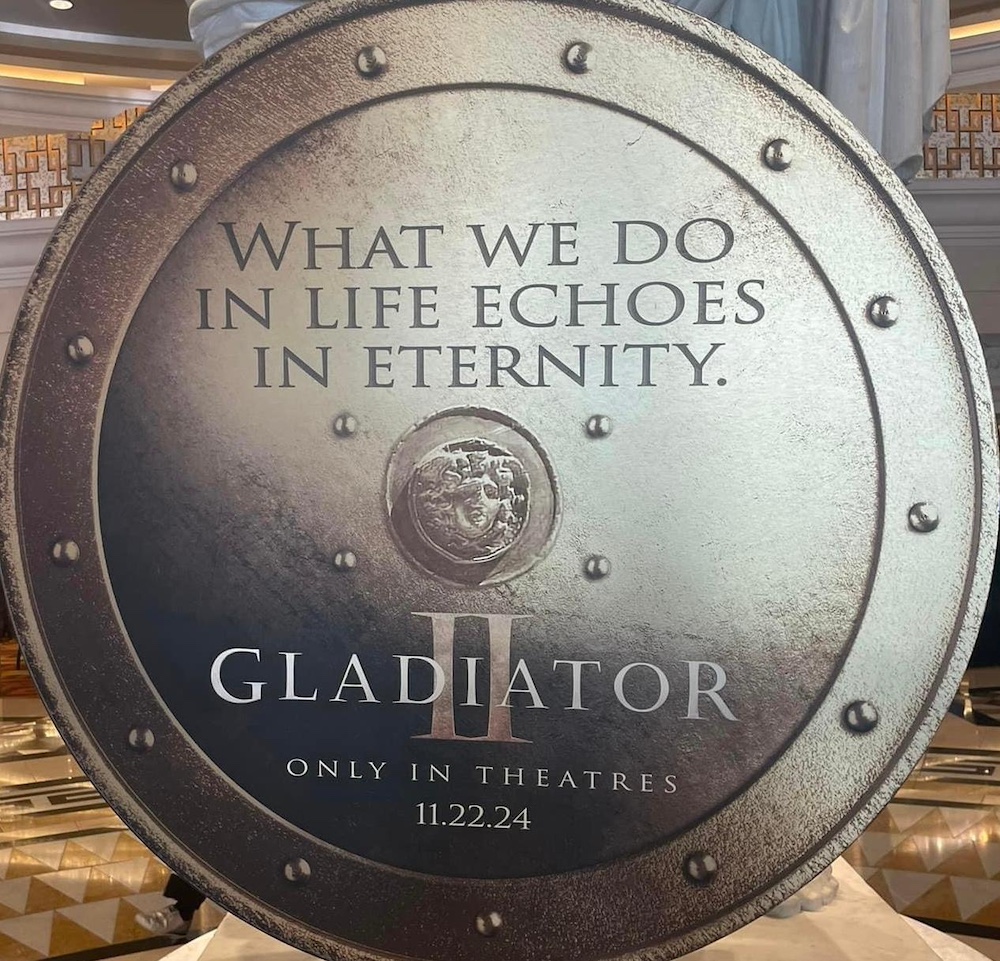 WHAT WE DO
IN LIFE ECHOES
IN ETERNITY.
II
GLADIATOR
ONLY IN THEATRES
11.22.24